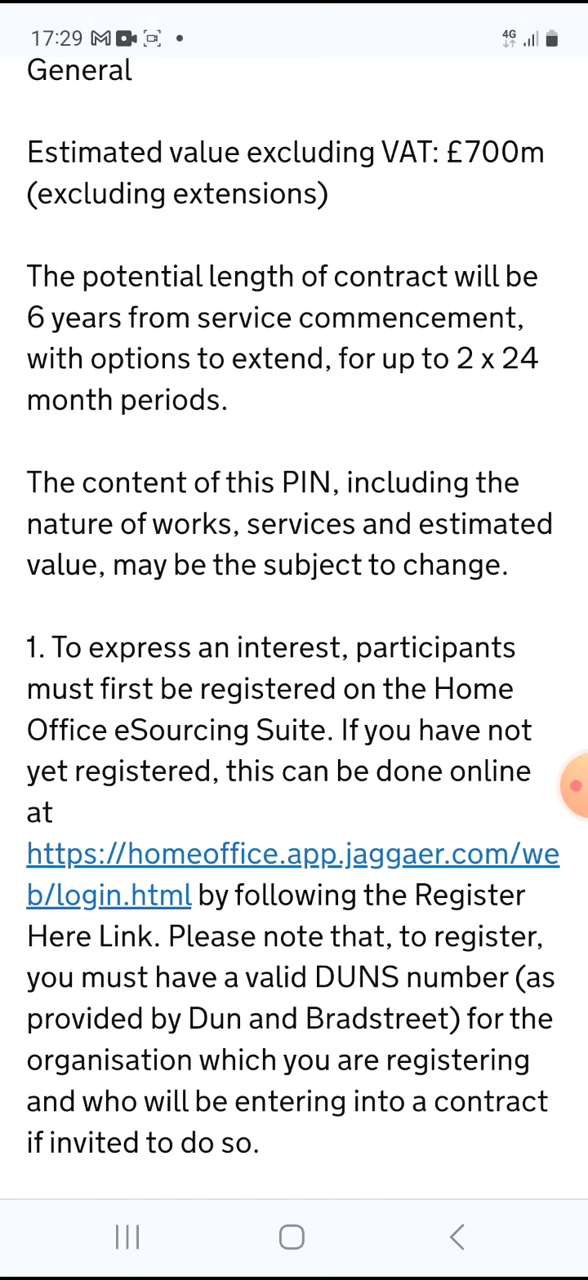 17:29
4G
General
Estimated value excluding VAT: £700m
(excluding extensions)
The potential length of contract will be
6 years from service commencement,
with options to extend, for up to 2 x 24
month periods.
The content of this PIN, including the
nature of works, services and estimated
value, may be the subject to change.
1. To express an interest, participants
must first be registered on the Home
Office eSourcing Suite. If you have not
yet registered, this can be done online
at
https://homeoffice.app.jaggaer.com/we
b/login.html by following the Register
Here Link. Please note that, to register,
you must have a valid DUNS number (as
provided by Dun and Bradstreet) for the
organisation which you are registering
and who will be entering into a contract
if invited to do so.